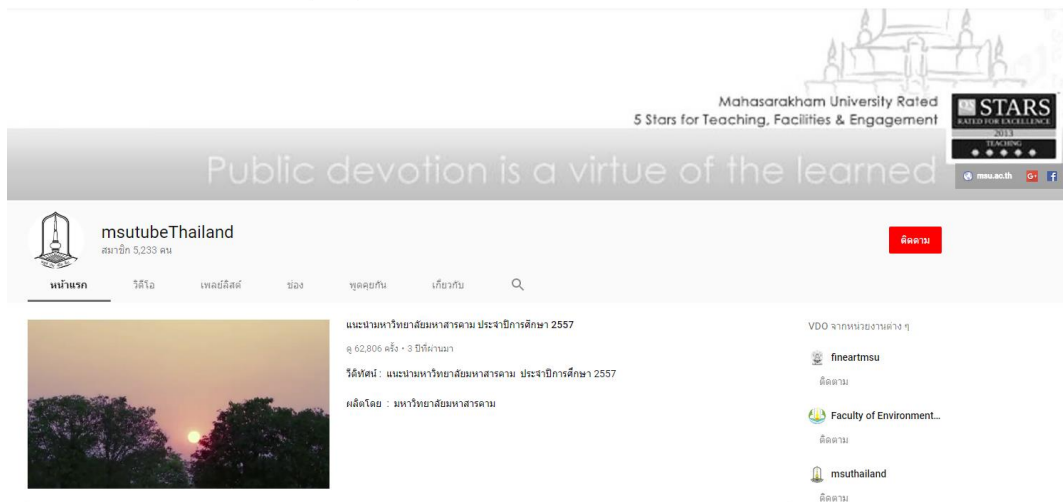 Mahasarakham University Rated
5 Stars for Teaching, Facilities & Engagement
QS STARS
RATED FOR EXCELLENCE
2013
TEACHING
Public devotion is a virtue of the learned
msu.ac.th
msutubeThailand
สมาชิก 5,233 คน
ติดตาม
หน้าแรก วิดีโอ เพลย์ลิสต์ ช่อง พูดคุยกัน เกี่ยวกับ
แนะนำมหาวิทยาลัยมหาสารคาม ประจำปีการศึกษา 2557
ดู 62,806 ครั้ง • 3 ปีที่ผ่านมา
วิดีทัศน์ : แนะนำมหาวิทยาลัยมหาสารคาม ประจำปีการศึกษา 2557
ผลิตโดย : มหาวิทยาลัยมหาสารคาม
VDO จากหน่วยงานต่าง ๆ
fineartmsu
ติดตาม
Faculty of Environment...
ติดตาม
msuthailand
ติดตาม